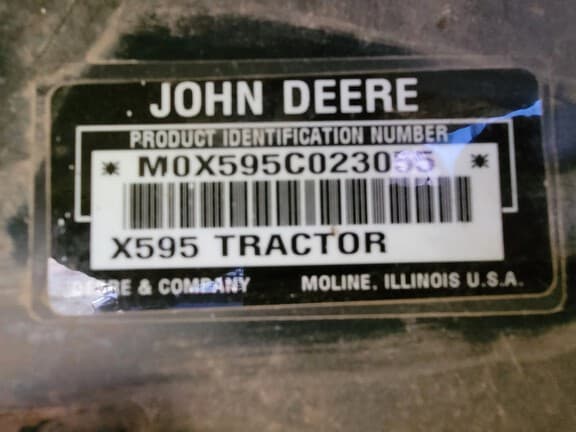 JOHN DEERE
PRODUCT IDENTIFICATION NUMBER
* M0X595C023055 *
X595 TRACTOR
DEERE & COMPANY MOLINE, ILLINOIS U.S.A.